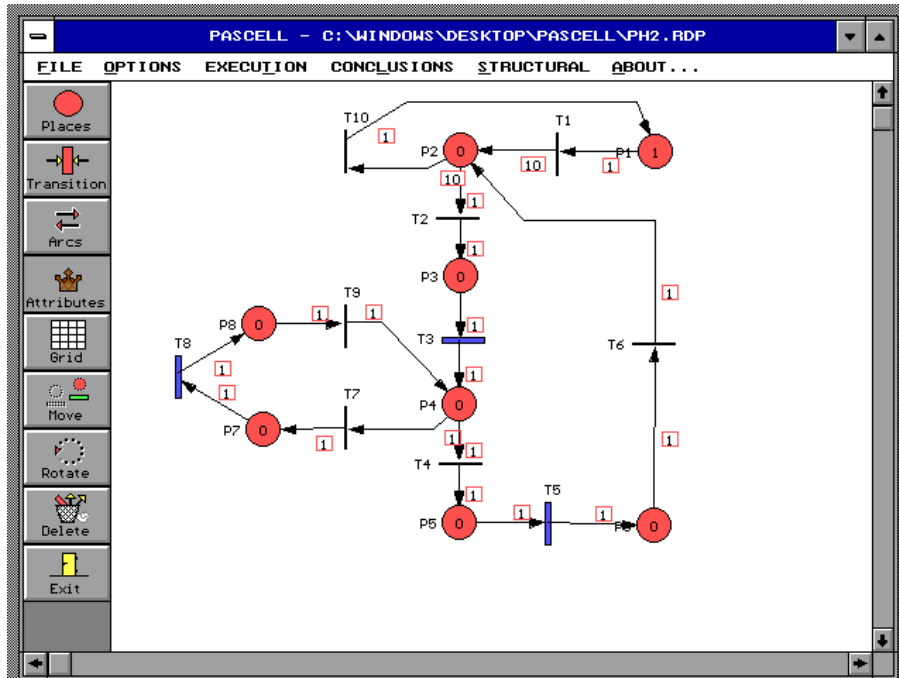 PASCELL - C:\WINDOWS\DESKTOP\PASCELL\PH2.RDP
FILE OPTIONS EXECUTION CONCLUSIONS STRUCTURAL ABOUT...
Places
Transition
Arcs
Attributes
Grid
Move
Rotate
Delete
Exit
T10
1
T1
P2 0
10
1
P1 1
10
1
T2
1
P3 0
T9
1
1
P8 0
1
T3
T8
1
1
1
T6
1
T7
P4 0
P7 0
1
1
1
1
T4
1
T5
P5 0
1
1
0